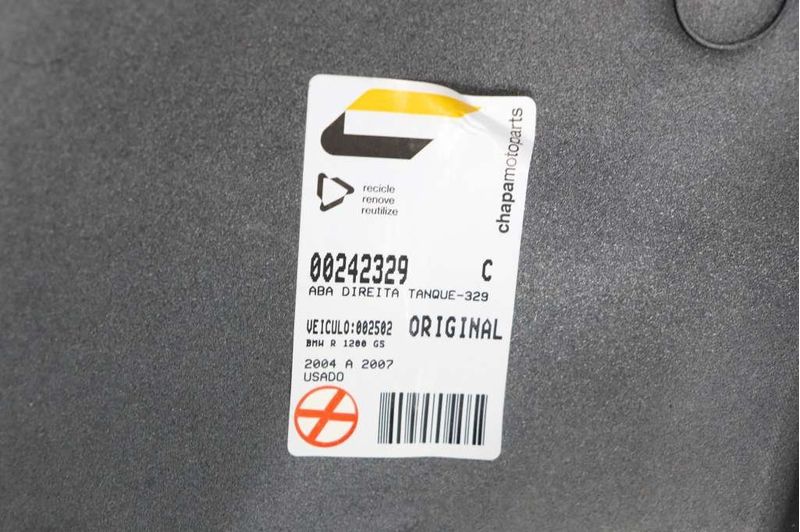 chapamotoparts
recicle
renove
reutilize
00242329 C
ABA DIREITA TANQUE-329
VEICULO:002502 ORIGINAL
BMW R 1200 GS
2004 A 2007
USADO